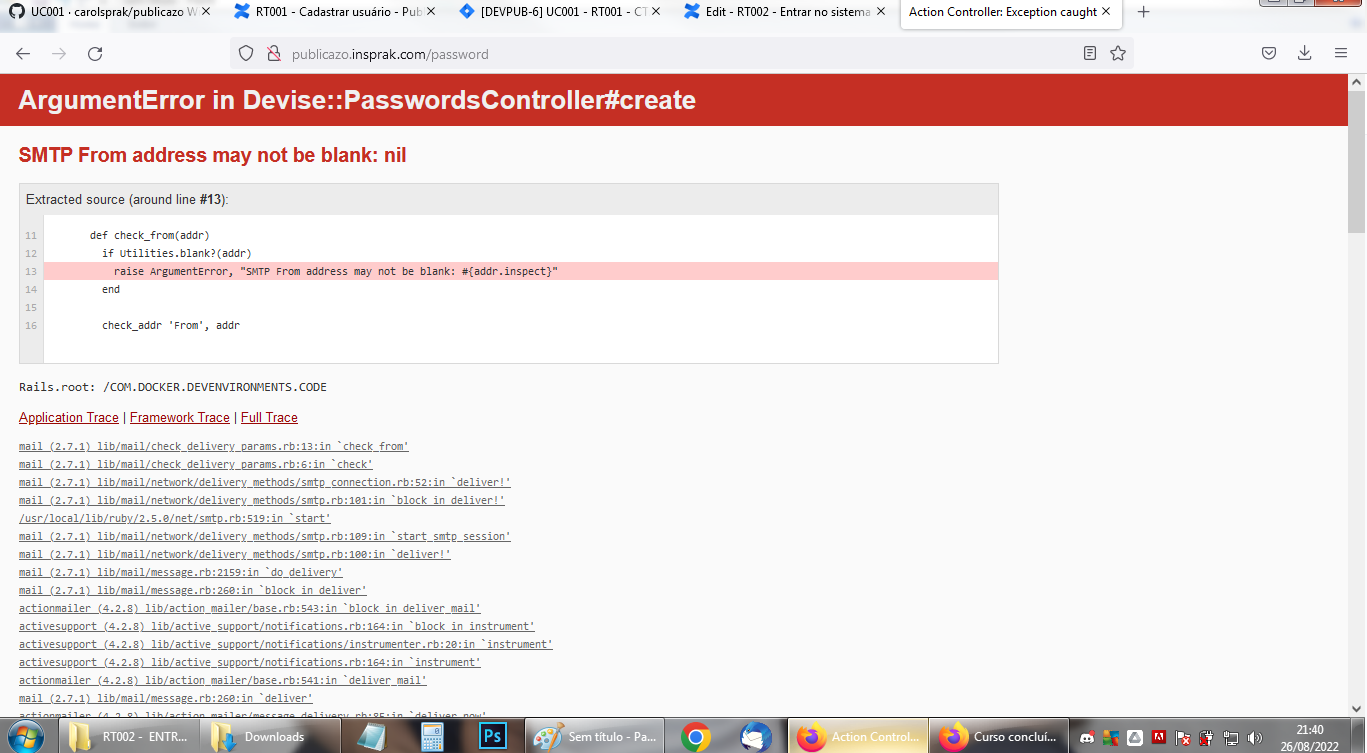 UC001 · carolsprak/publicazo W
RT001 - Cadastrar usuário - Pub
[DEVPUB-6] UC001 - RT001 - CT
Edit - RT002 - Entrar no sistema
Action Controller: Exception caught
publicazo.insprak.com/password
ArgumentError in Devise::PasswordsController#create
SMTP From address may not be blank: nil
Extracted source (around line #13):
11 def check_from(addr)
12 if Utilities.blank?(addr)
13 raise ArgumentError, "SMTP From address may not be blank: #{addr.inspect}"
14 end
15
16 check_addr 'From', addr
Rails.root: /COM.DOCKER.DEVENVIRONMENTS.CODE
Application Trace | Framework Trace | Full Trace
mail (2.7.1) lib/mail/check_delivery_params.rb:13:in `check_from'
mail (2.7.1) lib/mail/check_delivery_params.rb:6:in `check'
mail (2.7.1) lib/mail/network/delivery_methods/smtp_connection.rb:52:in `deliver!'
mail (2.7.1) lib/mail/network/delivery_methods/smtp.rb:101:in `block in deliver!'
/usr/local/lib/ruby/2.5.0/net/smtp.rb:519:in `start'
mail (2.7.1) lib/mail/network/delivery_methods/smtp.rb:109:in `start_smtp_session'
mail (2.7.1) lib/mail/network/delivery_methods/smtp.rb:100:in `deliver!'
mail (2.7.1) lib/mail/message.rb:2159:in `do_delivery'
mail (2.7.1) lib/mail/message.rb:260:in `block in deliver'
actionmailer (4.2.8) lib/action_mailer/base.rb:543:in `block in deliver_mail'
activesupport (4.2.8) lib/active_support/notifications.rb:164:in `block in instrument'
activesupport (4.2.8) lib/active_support/notifications/instrumenter.rb:20:in `instrument'
activesupport (4.2.8) lib/active_support/notifications.rb:164:in `instrument'
actionmailer (4.2.8) lib/action_mailer/base.rb:541:in `deliver_mail'
mail (2.7.1) lib/mail/message.rb:260:in `deliver'
actionmailer (4.2.8) lib/action_mailer/message_delivery.rb:85:in `deliver_now'
RT002 - ENTR...
Downloads
Ps
Sem título - Pa...
Action Control...
Curso concluí...
21:40
26/08/2022